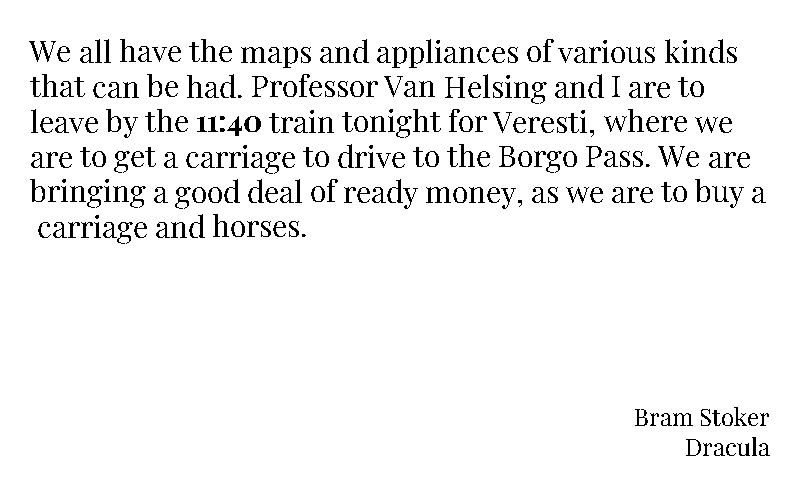 We all have the maps and appliances of various kinds
that can be had. Professor Van Helsing and I are to
leave by the 11:40 train tonight for Veresti, where we
are to get a carriage to drive to the Borgo Pass. We are
bringing a good deal of ready money, as we are to buy a
carriage and horses.
Bram Stoker
Dracula